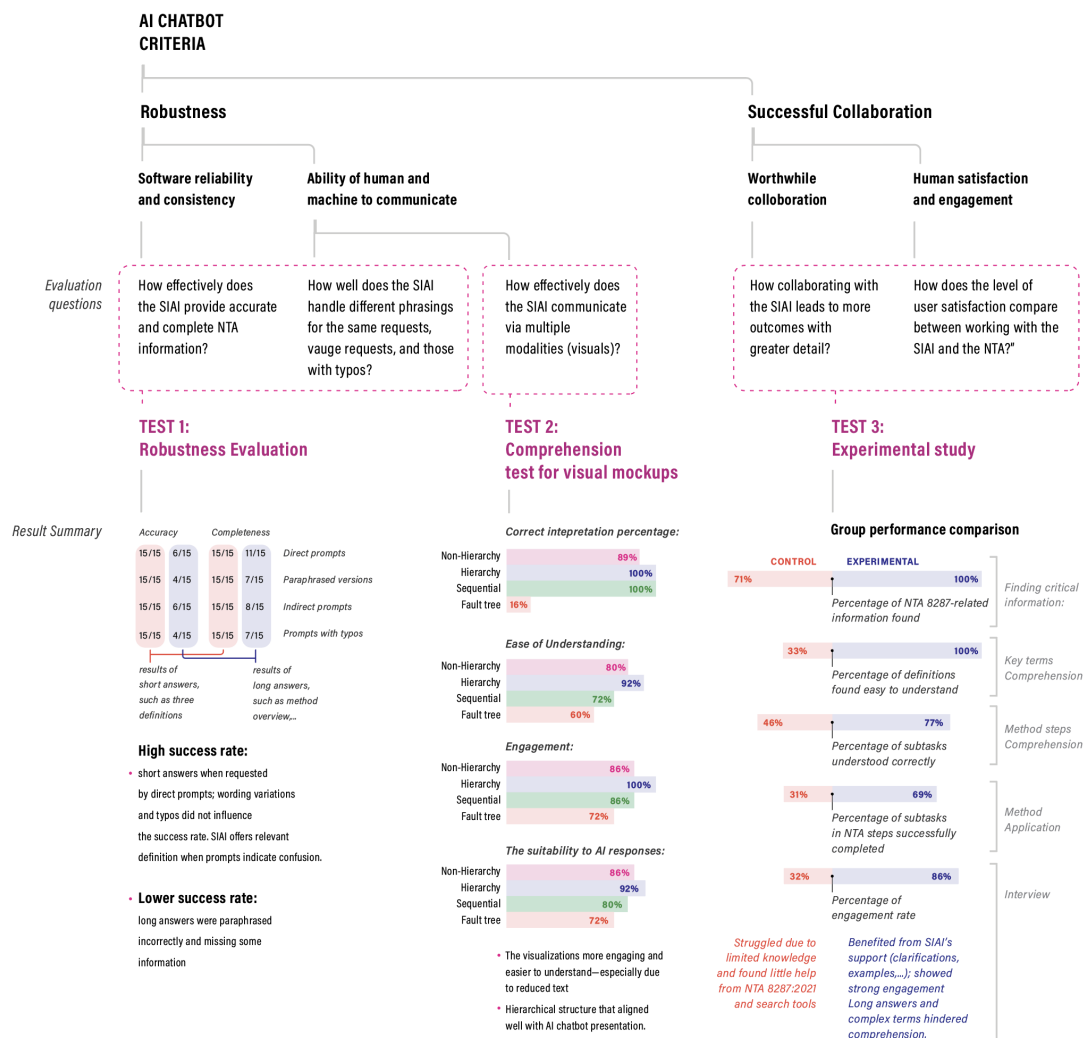 AI CHATBOT
CRITERIA
Robustness
Successful Collaboration
Software reliability
and consistency
Ability of human and
machine to communicate
Worthwhile
colloboration
Human satisfaction
and engagement
Evaluation
questions
How effectively does
the SIAI provide accurate
and complete NTA
information?
How well does the SIAI
handle different phrasings
for the same requests,
vauge requests, and those
with typos?
How effectively does
the SIAI communicate
via multiple
modalities (visuals)?
How collaborating with
the SIAI leads to more
outcomes with
greater detail?
How does the level of
user satisfaction compare
between working with the
SIAI and the NTA?"
TEST 1:
Robustness Evaluation
TEST 2:
Comprehension
test for visual mockups
TEST 3:
Experimental study
Result Summary
Accuracy
Completeness
15/15 6/15 15/15 11/15 Direct prompts
15/15 4/15 15/15 7/15 Paraphrased versions
15/15 6/15 15/15 8/15 Indirect prompts
15/15 4/15 15/15 7/15 Prompts with typos
results of
short answers,
such as three
definitions
results of
long answers,
such as method
overview,..
High success rate:
• short answers when requested
by direct prompts; wording variations
and typos did not influence
the success rate. SIAI offers relevant
definition when prompts indicate confusion.
• Lower success rate:
long answers were paraphrased
incorrectly and missing some
information
Correct intepretation percentage:
Non-Hierarchy 89%
Hierarchy 100%
Sequential 100%
Fault tree 16%
Ease of Understanding:
Non-Hierarchy 80%
Hierarchy 92%
Sequential 72%
Fault tree 60%
Engagement:
Non-Hierarchy 86%
Hierarchy 100%
Sequential 86%
Fault tree 72%
The suitability to AI responses:
Non-Hierarchy 86%
Hierarchy 92%
Sequential 80%
Fault tree 72%
• The visualizations more engaging and
easier to understand—especially due
to reduced text
• Hierarchical structure that aligned
well with AI chatbot presentation.
Group performance comparison
CONTROL EXPERIMENTAL
71% 100%
Percentage of NTA 8287-related
information found
Finding critical
information:
33% 100%
Percentage of definitions
found easy to understand
Key terms
Comprehension
46% 77%
Percentage of subtasks
understood correctly
Method steps
Comprehension
31% 69%
Percentage of subtasks
in NTA steps successfully
completed
Method
Application
32% 86%
Percentage of
engagement rate
Interview
Struggled due to
limited knowledge
and found little help
from NTA 8287:2021
and search tools
Benefited from SIAI's
support (clarifications,
examples,...); showed
strong engagement
Long answers and
complex terms hindered
comprehension.